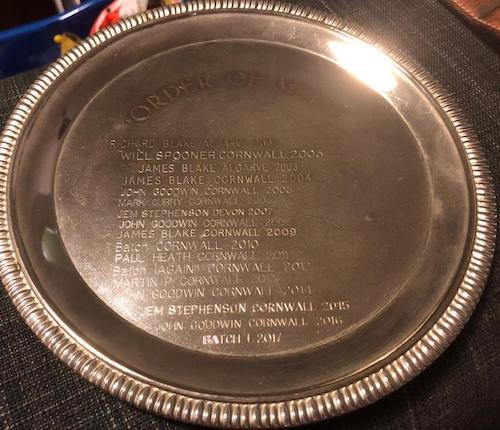 ORDER OF
RICHARD BLAKE ALGARVE
WILL SPOONER CORNWALL 2003
JAMES BLAKE ALGARVE 2003
JAMES BLAKE CORNWALL 2004
JOHN GOODWIN CORNWALL 2005
MARK CURRY CORNWALL 2006
JEM STEPHENSON DEVON 2007
JOHN GOODWIN CORNWALL 2008
JAMES BLAKE CORNWALL 2009
Batch CORNWALL 2010
PAUL HEATH CORNWALL 2011
Batch (AGAIN!) CORNWALL 2012
MARTIN P CORNWALL
GOODWIN CORNWALL 2014
JEM STEPHENSON CORNWALL 2015
JOHN GOODWIN CORNWALL 2016
BATCH 2017